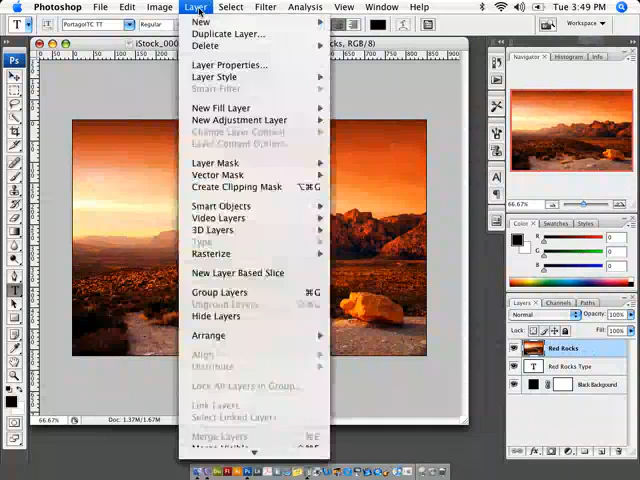 Photoshop File Edit Image Layer Select Filter Analysis View Window Help Tue 3:49 PM
T PortagoITC TT Regular Workspace
iStock_000 ks, RGB/8)
New
Duplicate Layer...
Delete
Layer Properties...
Layer Style
Smart Filter
New Fill Layer
New Adjustment Layer
Change Layer Content
Layer Content Options...
Layer Mask
Vector Mask
Create Clipping Mask ⌥⌘G
Smart Objects
Video Layers
3D Layers
Type
Rasterize
New Layer Based Slice
Group Layers ⌘G
Ungroup Layers ⇧⌘G
Hide Layers
Arrange
Align
Distribute
Lock All Layers in Group...
Link Layers
Select Linked Layers
Merge Layers ⌘E
Ps
Navigator Histogram Info
66.67%
Color Swatches Styles
R 0
G 0
B 0
Layers Channels Paths
Normal Opacity: 100%
Lock: Fill: 100%
Red Rocks
T Red Rocks Type
Black Background
66.67% Doc: 1.37M/1.67M